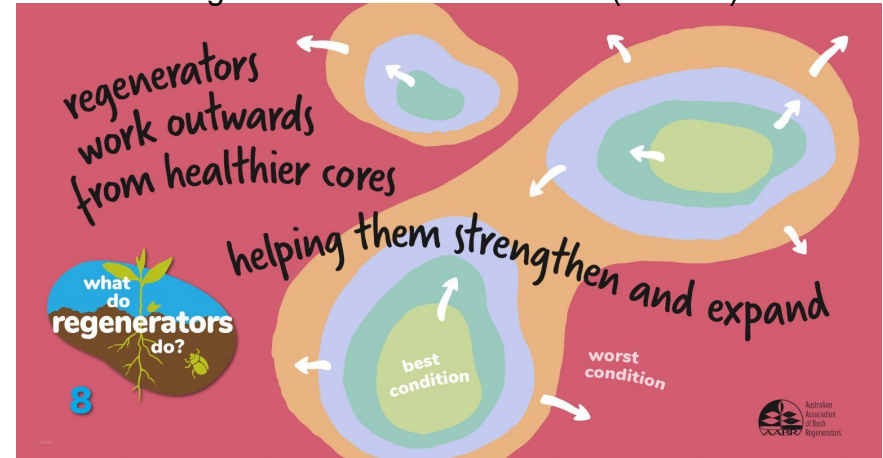 regenerators
work outwards
from healthier cores
helping them strengthen and expand
what
do
regenerators
do?
8
best
condition
worst
condition
AABR
Australian
Association
of Bush
Regenerators